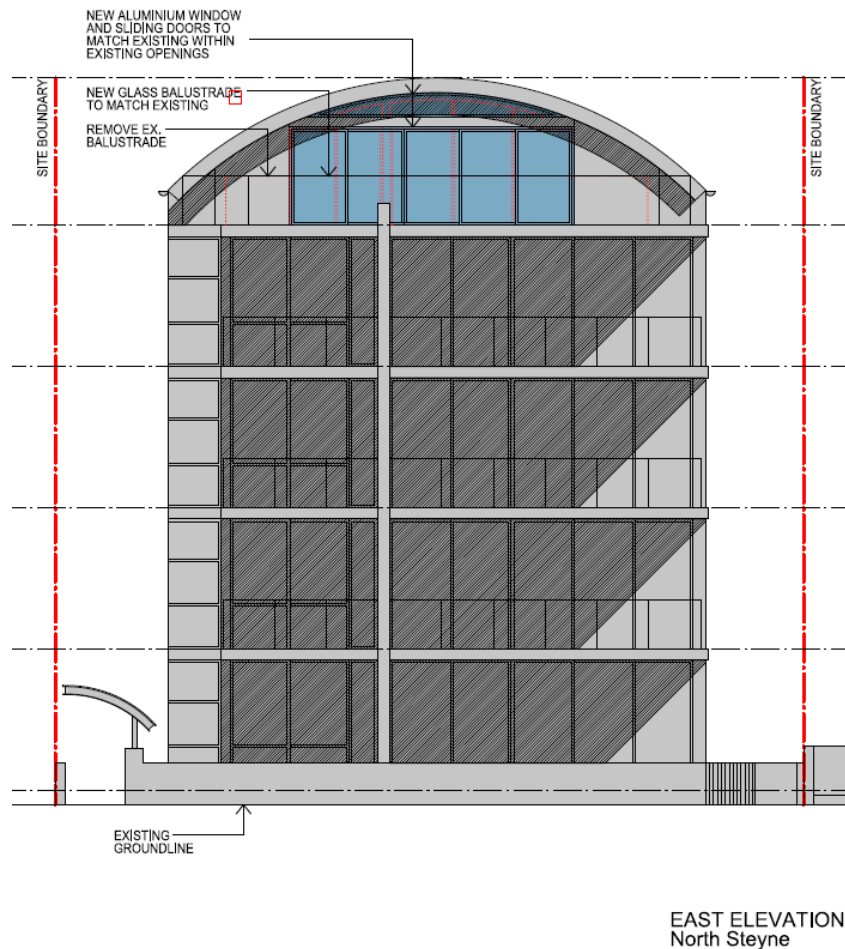 NEW ALUMINIUM WINDOW
AND SLIDING DOORS TO
MATCH EXISTING WITHIN
EXISTING OPENINGS
SITE BOUNDARY
NEW GLASS BALUSTRADE
TO MATCH EXISTING
REMOVE EX.
BALUSTRADE
SITE BOUNDARY
EXISTING
GROUNDLINE
EAST ELEVATION
North Steyne